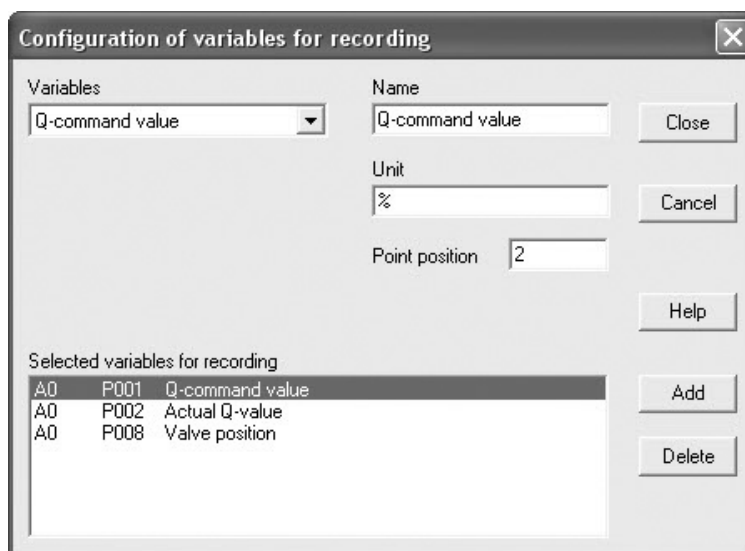 Configuration of variables for recording
Variables
Q-command value
Name
Q-command value
Close
Unit
%
Cancel
Point position
2
Help
Selected variables for recording
A0 P001 Q-command value
A0 P002 Actual Q-value
A0 P008 Valve position
Add
Delete